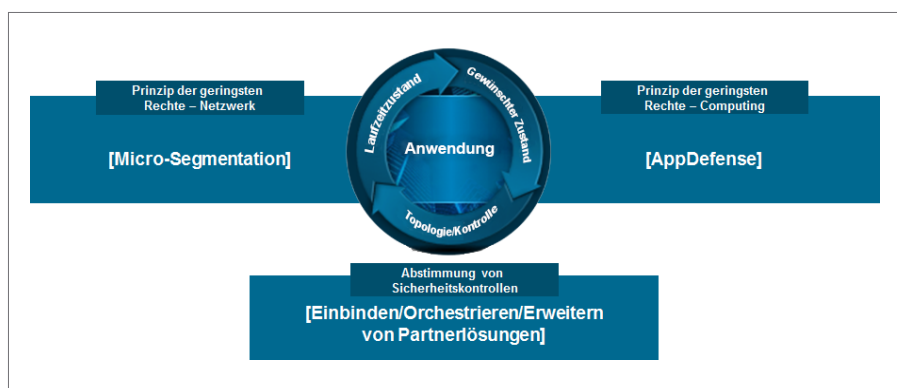 Prinzip der geringsten
Rechte – Netzwerk
[Micro-Segmentation]
Laufzeitzustand
Gewünschter Zustand
Anwendung
Topologie/Kontrolle
Prinzip der geringsten
Rechte – Computing
[AppDefense]
Abstimmung von
Sicherheitskontrollen
[Einbinden/Orchestrieren/Erweitern
von Partnerlösungen]